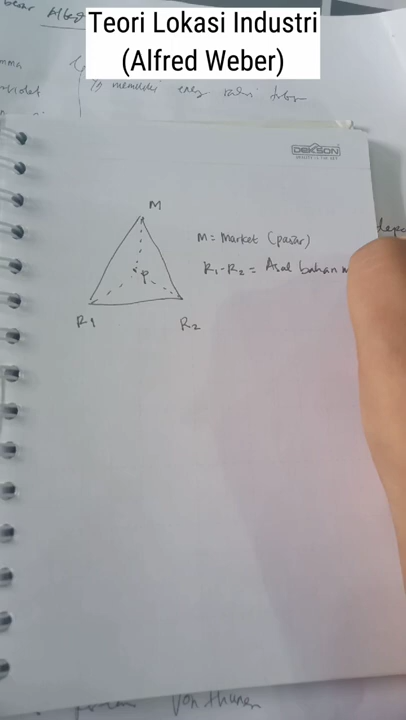 Teori Lokasi Industri
(Alfred Weber)
DEKSON
M
M = Market (pasar)
R1-R2 = Asal bahan
P
R1
R2
Von thunen